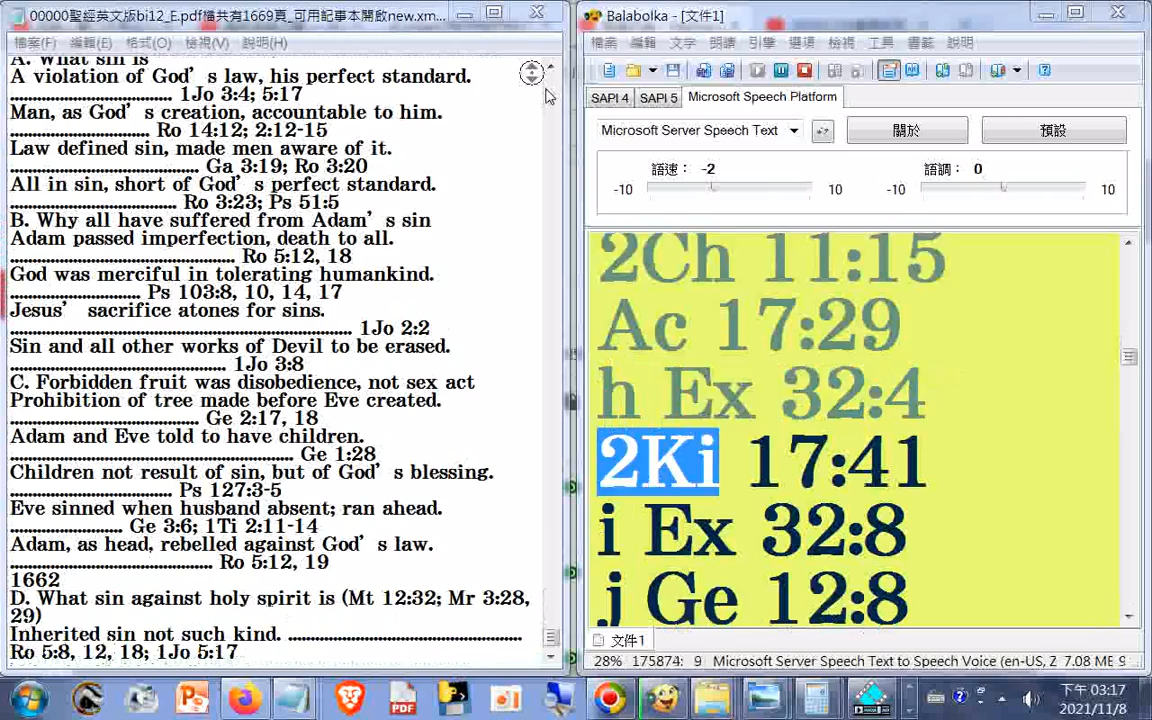 00000聖經英文版bi12_E.pdf檔共有1669頁_可用記事本開啟new.xm...
檔案(F) 編輯(E) 格式(O) 檢視(V) 說明(H)
A. What sin is
A violation of God’s law, his perfect standard.
................................ 1Jo 3:4; 5:17
Man, as God’s creation, accountable to him.
........................... Ro 14:12; 2:12-15
Law defined sin, made men aware of it.
..................................... Ga 3:19; Ro 3:20
All in sin, short of God’s perfect standard.
................................. Ro 3:23; Ps 51:5
B. Why all have suffered from Adam’s sin
Adam passed imperfection, death to all.
............................................ Ro 5:12, 18
God was merciful in tolerating humankind.
.......................... Ps 103:8, 10, 14, 17
Jesus’ sacrifice atones for sins.
.................................................................... 1Jo 2:2
Sin and all other works of Devil to be erased.
.......................................... 1Jo 3:8
C. Forbidden fruit was disobedience, not sex act
Prohibition of tree made before Eve created.
..................................... Ge 2:17, 18
Adam and Eve told to have children.
........................................................ Ge 1:28
Children not result of sin, but of God’s blessing.
................................ Ps 127:3-5
Eve sinned when husband absent; ran ahead.
...................... Ge 3:6; 1Ti 2:11-14
Adam, as head, rebelled against God’s law.
........................................ Ro 5:12, 19
1662
D. What sin against holy spirit is (Mt 12:32; Mr 3:28,
29)
Inherited sin not such kind. ..............................................
Ro 5:8, 12, 18; 1Jo 5:17
Balabolka - [文件1]
檔案 編輯 文字 朗讀 引擎 選項 檢視 工具 書籤 說明
SAPI 4 SAPI 5 Microsoft Speech Platform
Microsoft Server Speech Text 關於 預設
語速： -2 語調： 0
-10 10 -10 10
2Ch 11:15
Ac 17:29
h Ex 32:4
2Ki 17:41
i Ex 32:8
j Ge 12:8
文件1
28% 175874: 9 Microsoft Server Speech Text to Speech Voice (en-US, Z 7.08 MB 9
下午 03:17
2021/11/8